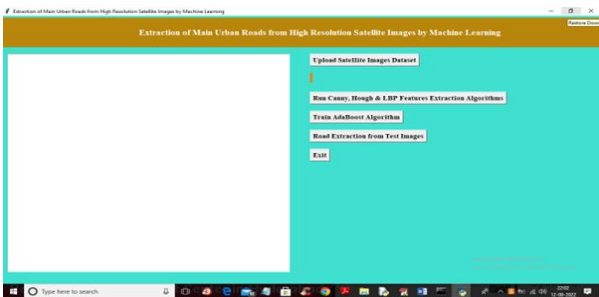 Extraction of Main Urban Roads from High Resolution Satellite Images by Machine Learning
Restore Down
Extraction of Main Urban Roads from High Resolution Satellite Images by Machine Learning
Upload Satellite Images Dataset
Run Canny, Hough & LBP Features Extraction Algorithms
Train AdaBoost Algorithm
Road Extraction from Test Images
Exit
Type here to search
22:02
12-08-2022